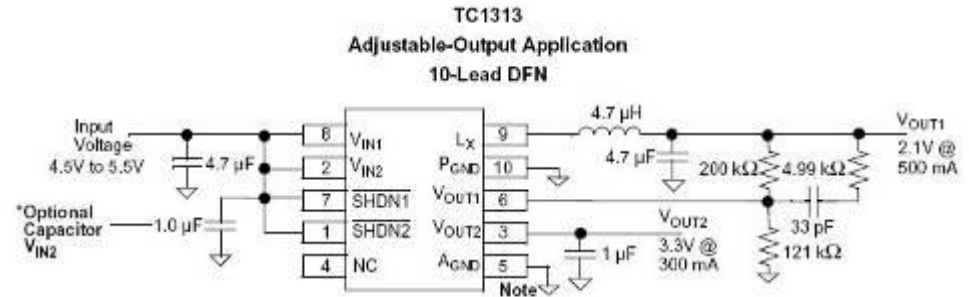 TC1313
Adjustable-Output Application
10-Lead DFN
Input
Voltage
4.5V to 5.5V
4.7 µF
*Optional
Capacitor
VIN2
1.0 µF
8 VIN1
2 VIN2
7 SHDN1
1 SHDN2
4 NC
LX 9
PGND 10
VOUT1 6
VOUT2 3
AGND 5
Note
4.7 µH
4.7 µF
200 kΩ
4.99 kΩ
33 pF
121 kΩ
VOUT1
2.1V @
500 mA
VOUT2
3.3V @
300 mA
1 µF